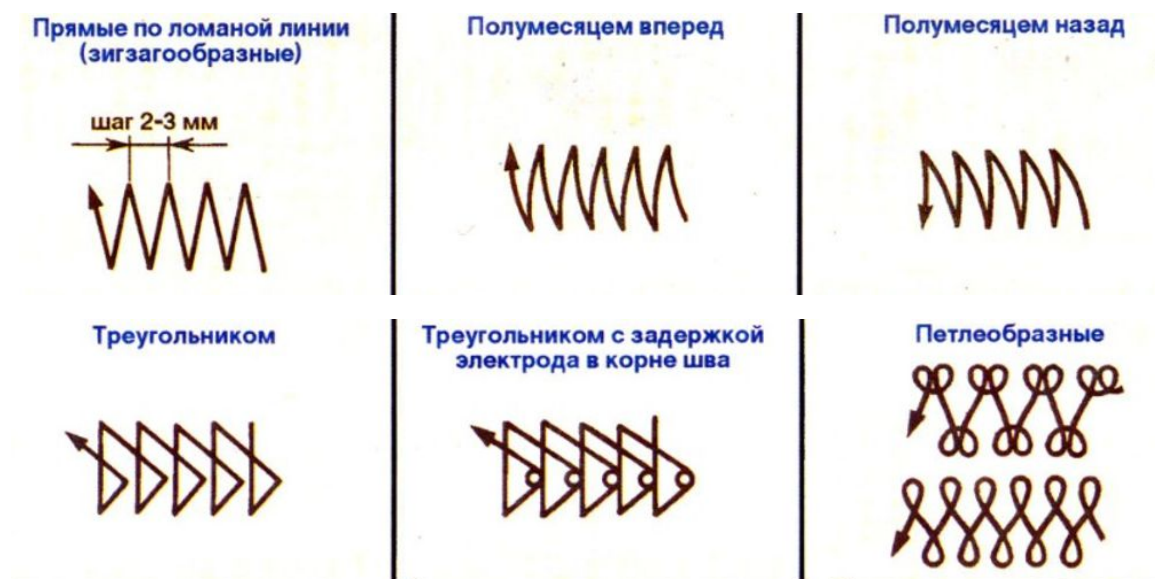 Прямые по ломаной линии
(зигзагообразные)
шаг 2-3 мм
Полумесяцем вперед
Полумесяцем назад
Треугольником
Треугольником с задержкой
электрода в корне шва
Петлеобразные